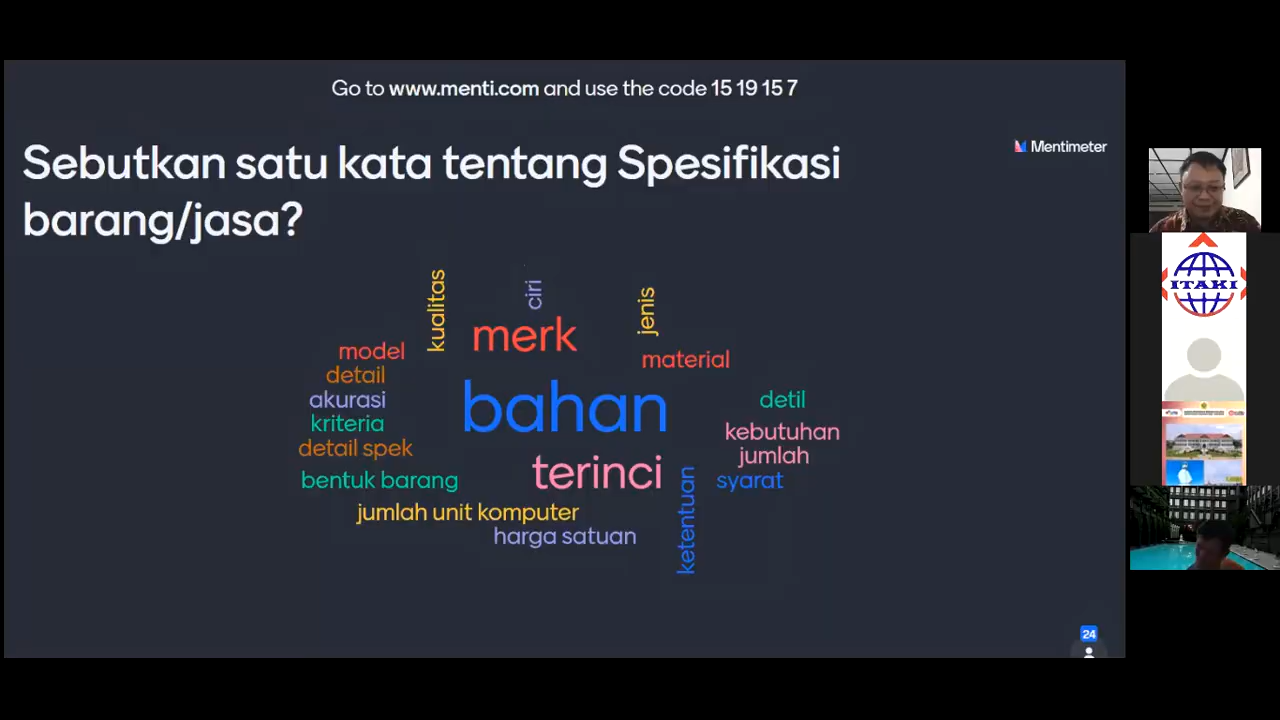 Go to www.menti.com and use the code 15 19 15 7
Mentimeter
Sebutkan satu kata tentang Spesifikasi
barang/jasa?
kualitas
ciri
jenis
merk
model
material
detail
bahan
akurasi
detil
kriteria
kebutuhan
detail spek
jumlah
terinci
bentuk barang
syarat
ketentuan
jumlah unit komputer
harga satuan
24
ITAKI